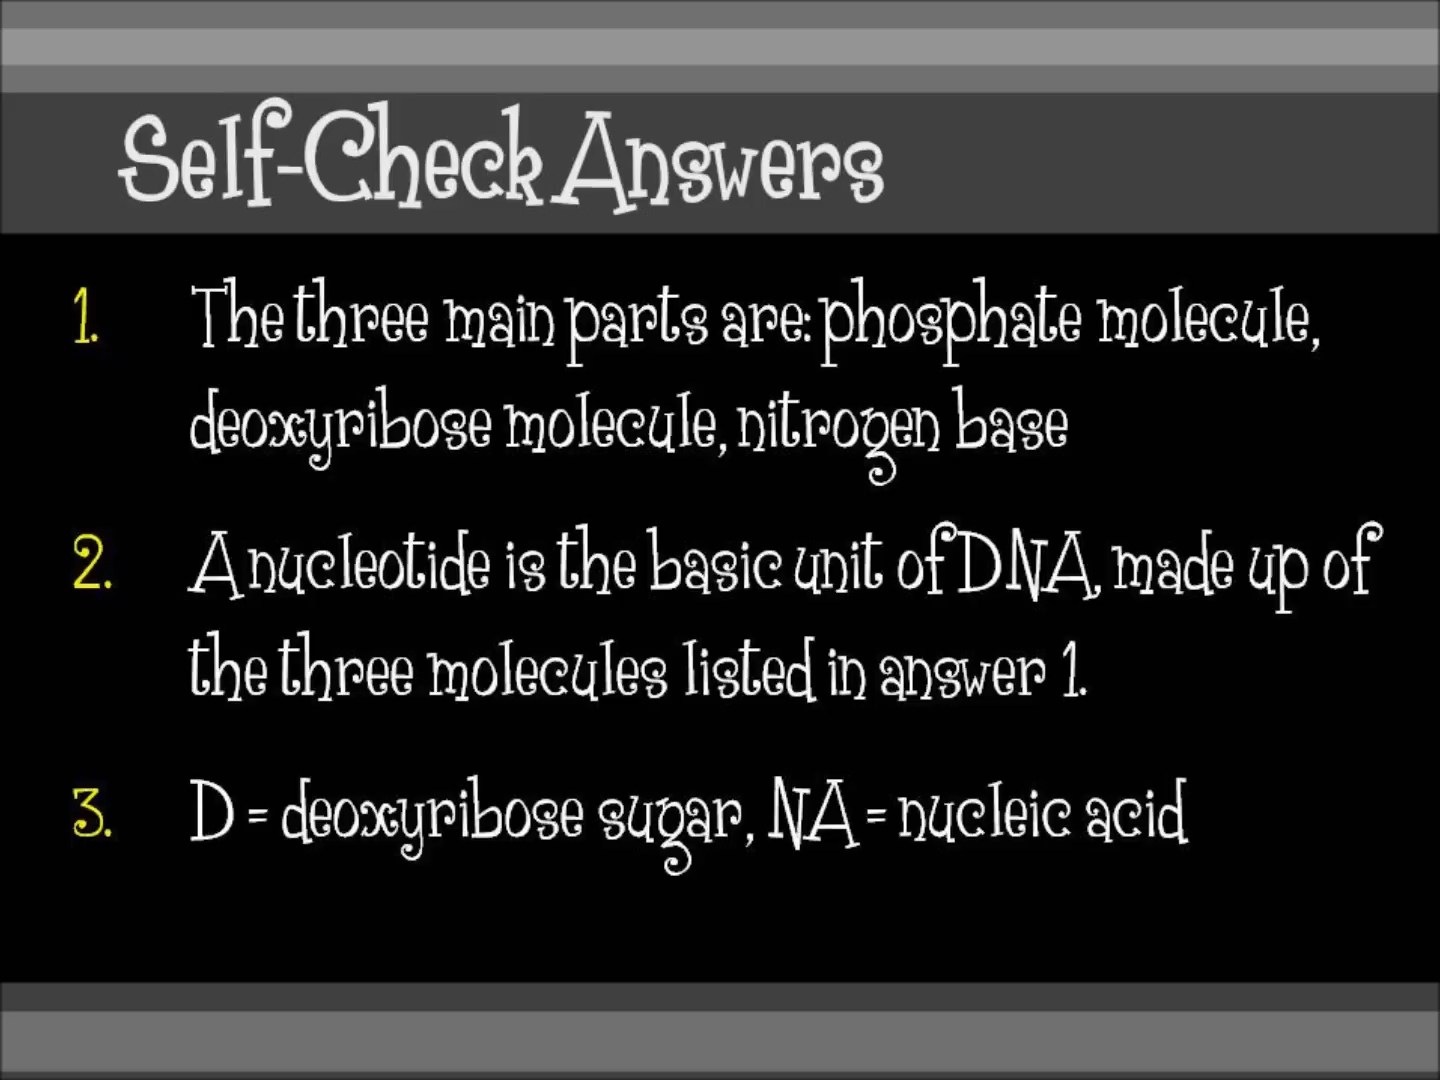 Self-Check Answers
1. The three main parts are: phosphate molecule,
deoxyribose molecule, nitrogen base
2. A nucleotide is the basic unit of DNA, made up of
the three molecules listed in answer 1.
3. D = deoxyribose sugar, NA = nucleic acid